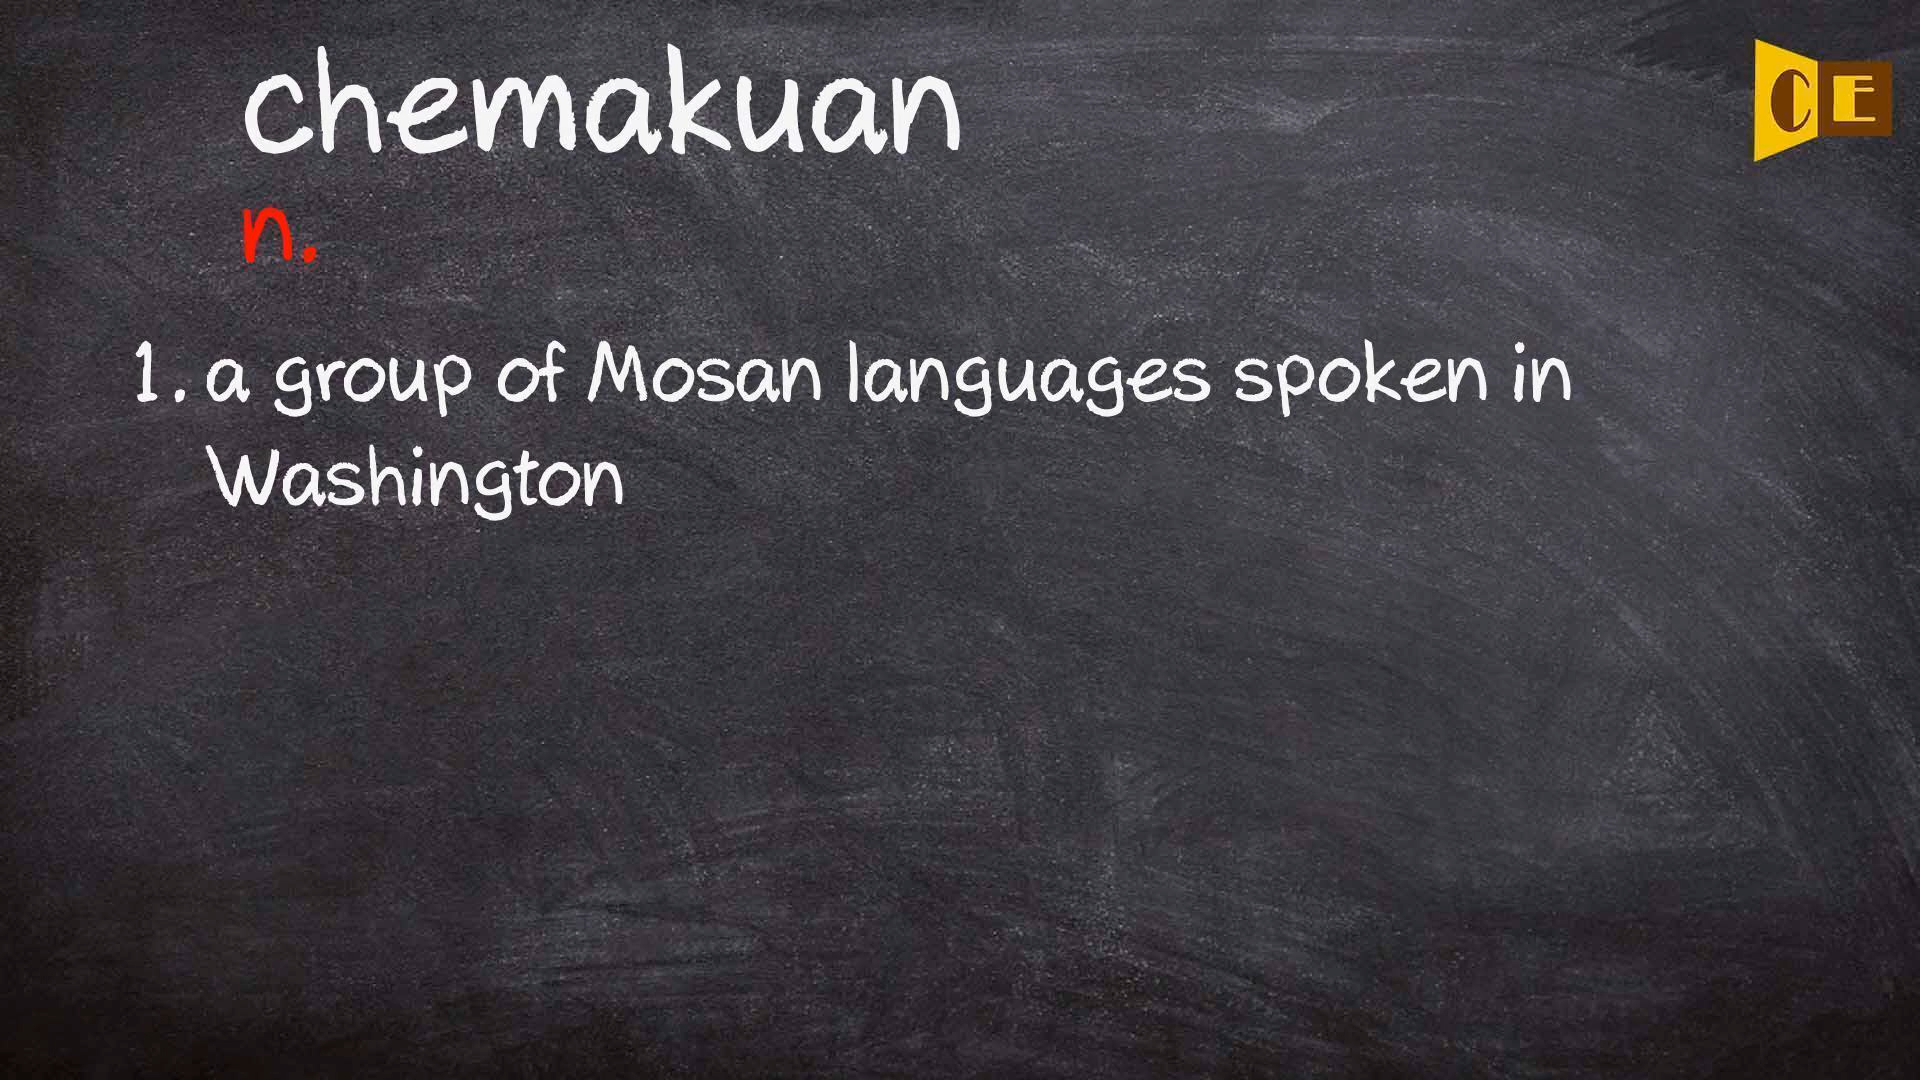 chemakuan
CE
n.
1. a group of Mosan languages spoken in
Washington